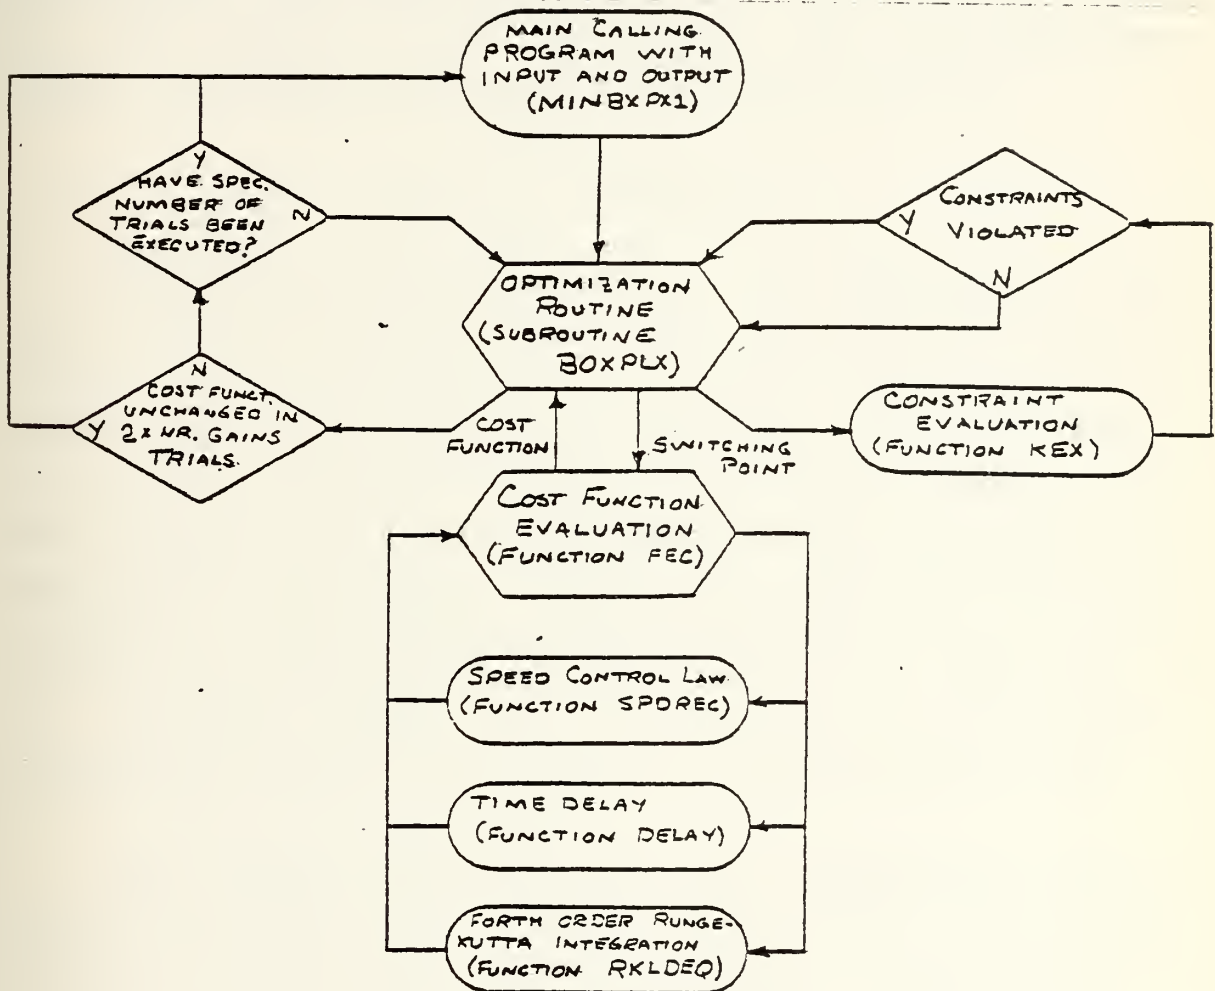 MAIN CALLING
PROGRAM WITH
INPUT AND OUTPUT
(MINBXPX1)
Y
HAVE SPEC.
NUMBER OF
TRIALS BEEN
EXECUTED?
N
CONSTRAINTS
VIOLATED
Y
N
OPTIMIZATION
ROUTINE
(SUBROUTINE
BOXPLX)
N
COST FUNCT.
UNCHANGED IN
2X NR. GAINS
TRIALS.
Y
COST
FUNCTION
SWITCHING
POINT
CONSTRAINT
EVALUATION
(FUNCTION KEX)
COST FUNCTION
EVALUATION
(FUNCTION FEC)
SPEED CONTROL LAW
(FUNCTION SPDREC)
TIME DELAY
(FUNCTION DELAY)
FORTH ORDER RUNGE-
KUTTA INTEGRATION
(FUNCTION RKLDEQ)